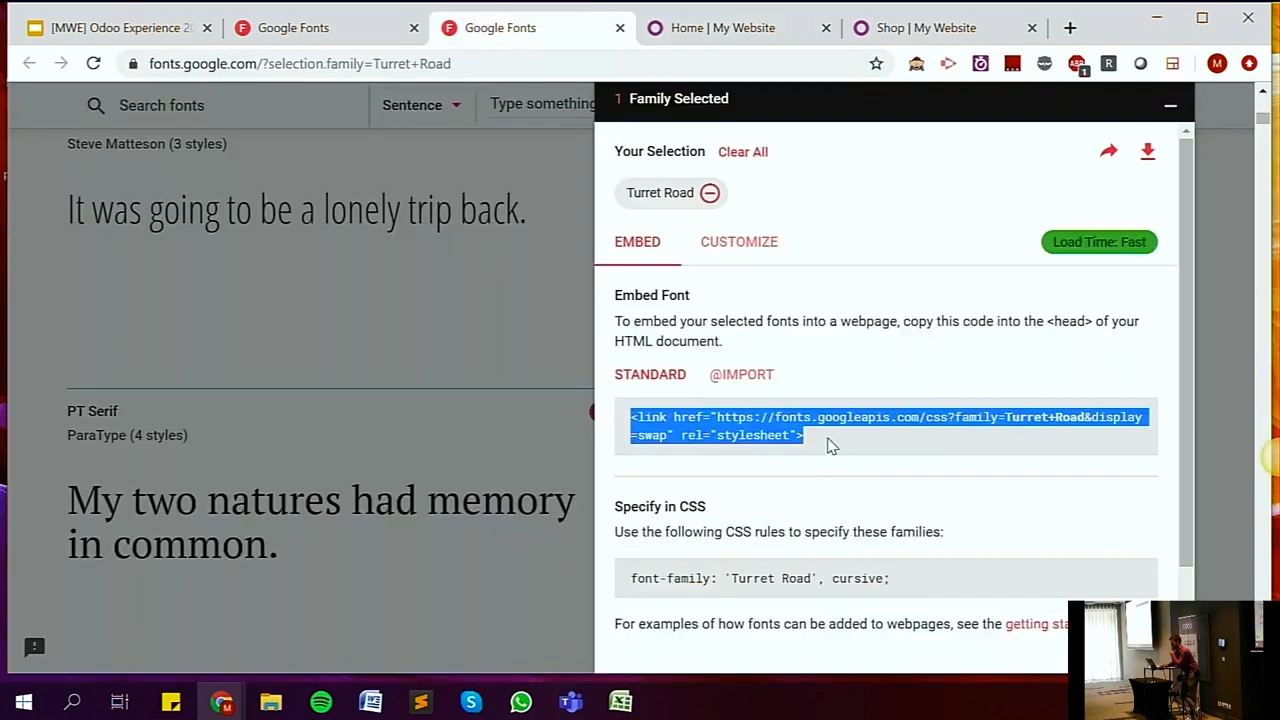 [MWE] Odoo Experience 20
Google Fonts
Google Fonts
Home | My Website
Shop | My Website
fonts.google.com/?selection.family=Turret+Road
1
R
M
Search fonts
Sentence
Type something
1 Family Selected
Steve Matteson (3 styles)
It was going to be a lonely trip back.
PT Serif
ParaType (4 styles)
My two natures had memory
in common.
Your Selection
Clear All
Turret Road
EMBED
CUSTOMIZE
Load Time: Fast
Embed Font
To embed your selected fonts into a webpage, copy this code into the <head> of your
HTML document.
STANDARD
@IMPORT
<link href="https://fonts.googleapis.com/css?family=Turret+Road&display
=swap" rel="stylesheet">
Specify in CSS
Use the following CSS rules to specify these families:
font-family: 'Turret Road', cursive;
For examples of how fonts can be added to webpages, see the getting sta